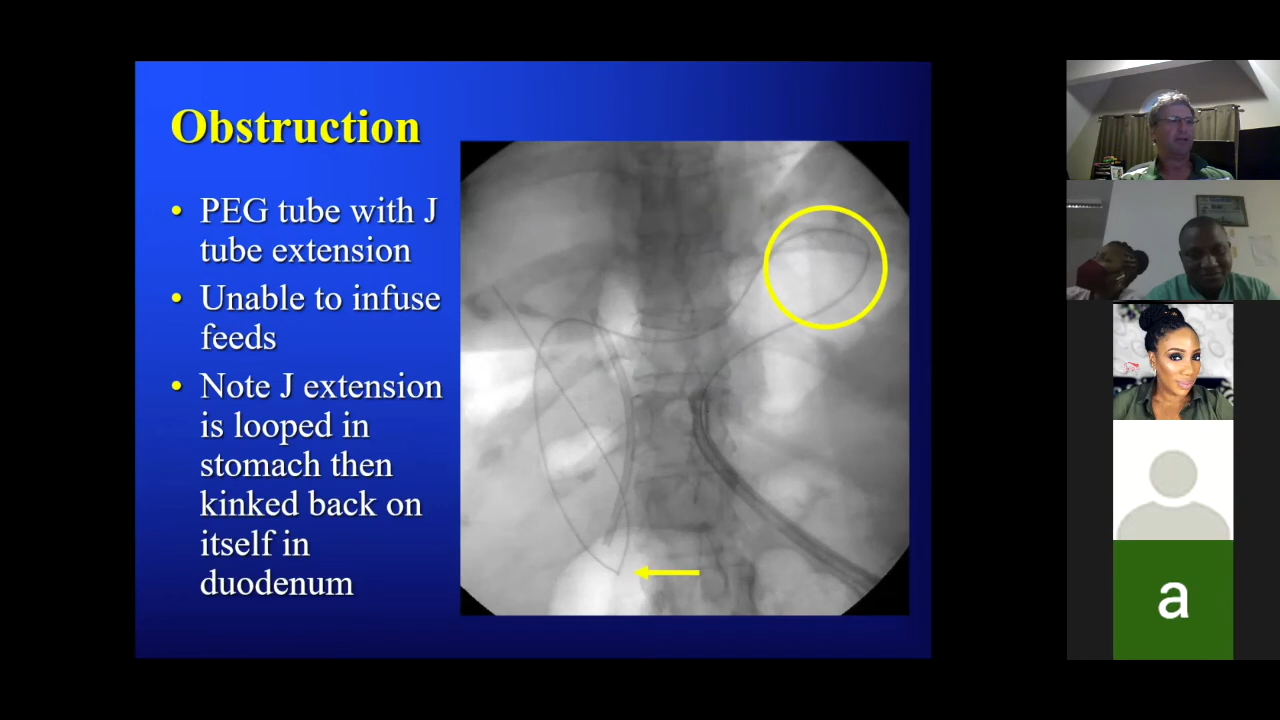 Obstruction
• PEG tube with J
tube extension
• Unable to infuse
feeds
• Note J extension
is looped in
stomach then
kinked back on
itself in
duodenum
a